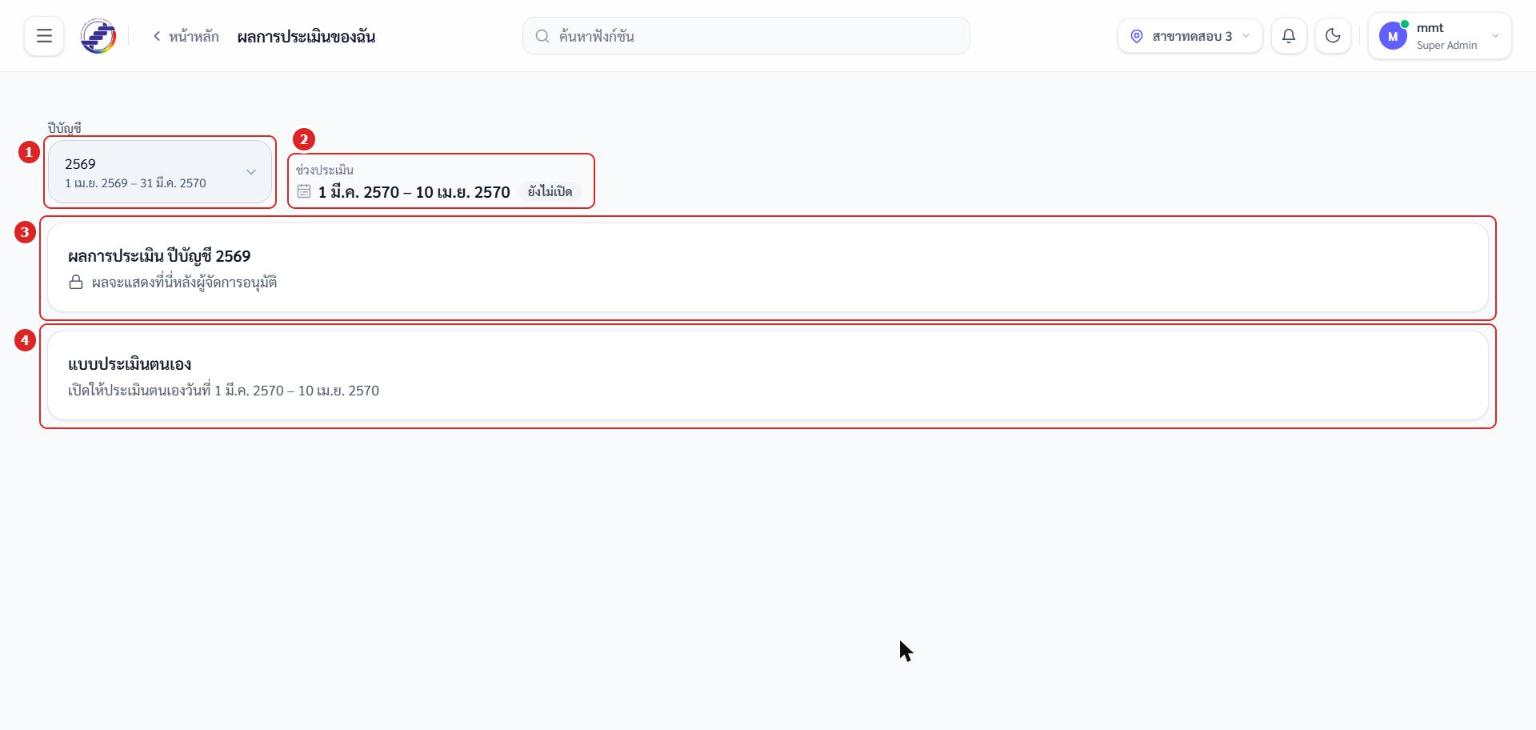 หน้าหลัก
ผลการประเมินของฉัน
ค้นหาฟังก์ชัน
สาขาทดสอบ 3
M
mmt
Super Admin
ปีบัญชี
1
2569
1 เม.ย. 2569 – 31 มี.ค. 2570
2
ช่วงประเมิน
1 มี.ค. 2570 – 10 เม.ย. 2570
ยังไม่เปิด
3
ผลการประเมิน ปีบัญชี 2569
ผลจะแสดงที่นี่หลังผู้จัดการอนุมัติ
4
แบบประเมินตนเอง
เปิดให้ประเมินตนเองวันที่ 1 มี.ค. 2570 – 10 เม.ย. 2570